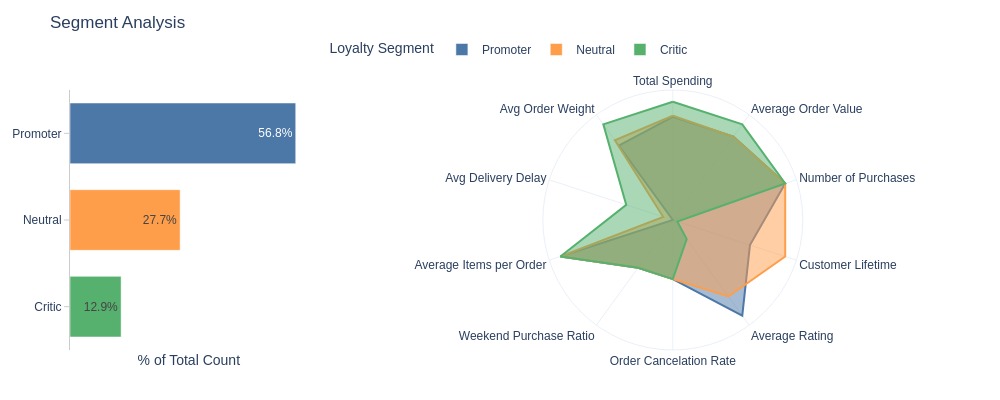 Segment Analysis
Loyalty Segment Promoter Neutral Critic
Promoter 56.8%
Neutral 27.7%
Critic 12.9%
% of Total Count
Total Spending
Average Order Value
Number of Purchases
Customer Lifetime
Average Rating
Order Cancelation Rate
Weekend Purchase Ratio
Average Items per Order
Avg Delivery Delay
Avg Order Weight